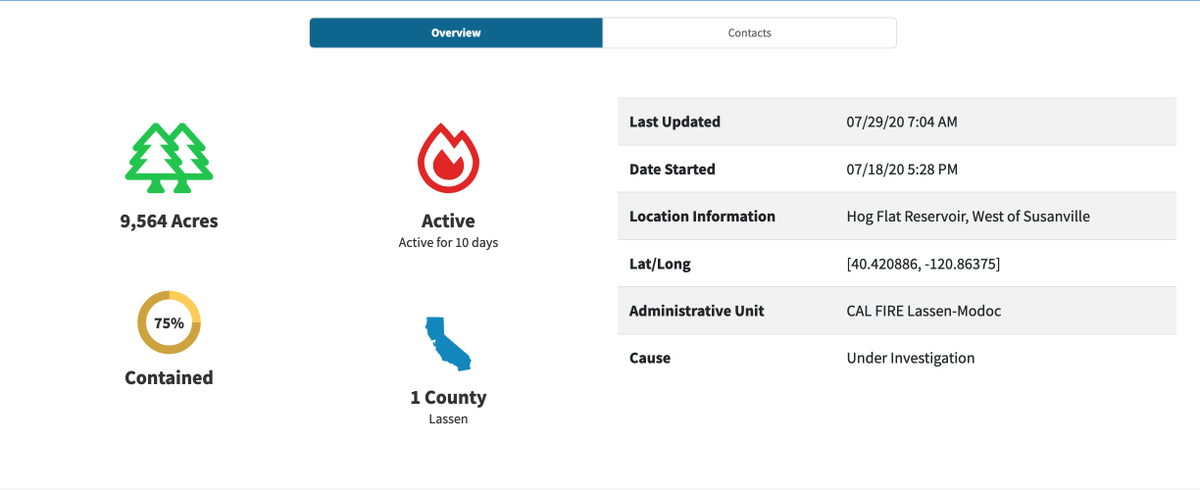 Overview
Contacts
9,564 Acres
Active
Active for 10 days
75%
Contained
1 County
Lassen
Last Updated 07/29/20 7:04 AM
Date Started 07/18/20 5:28 PM
Location Information Hog Flat Reservoir, West of Susanville
Lat/Long [40.420886, -120.86375]
Administrative Unit CAL FIRE Lassen-Modoc
Cause Under Investigation